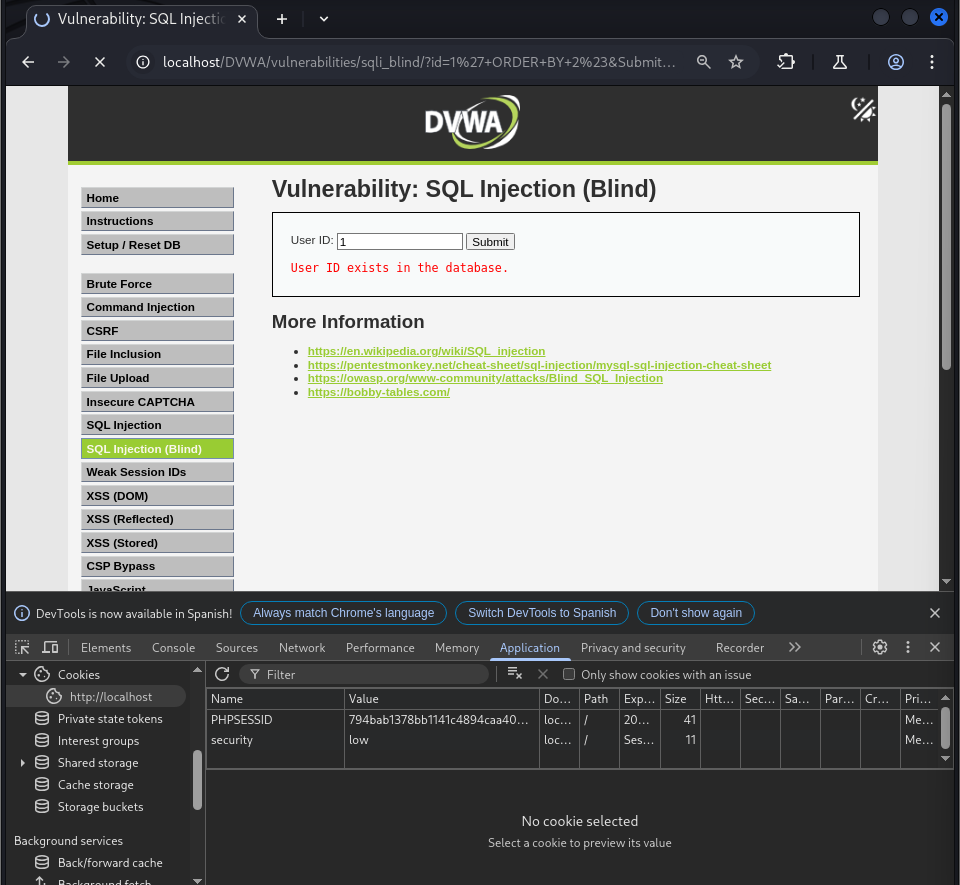 Vulnerability: SQL Injectic
localhost/DVWA/vulnerabilities/sqli_blind/?id=1%27+ORDER+BY+2%23&Submit...
DVWA
Vulnerability: SQL Injection (Blind)
Home
Instructions
Setup / Reset DB
User ID: 1 Submit
User ID exists in the database.
Brute Force
Command Injection
CSRF
File Inclusion
File Upload
Insecure CAPTCHA
SQL Injection
SQL Injection (Blind)
Weak Session IDs
XSS (DOM)
XSS (Reflected)
XSS (Stored)
CSP Bypass
JavaScript
More Information
https://en.wikipedia.org/wiki/SQL_injection
https://pentestmonkey.net/cheat-sheet/sql-injection/mysql-sql-injection-cheat-sheet
https://owasp.org/www-community/attacks/Blind_SQL_Injection
https://bobby-tables.com/
DevTools is now available in Spanish! Always match Chrome's language Switch DevTools to Spanish Don't show again
Elements Console Sources Network Performance Memory Application Privacy and security Recorder
Cookies
http://localhost
Private state tokens
Interest groups
Shared storage
Cache storage
Storage buckets
Background services
Back/forward cache
Background fetch
Filter Only show cookies with an issue
Name Value Do... Path Exp... Size Htt... Sec... Sa... Par... Cr... Pri...
PHPSESSID 794bab1378bb1141c4894caa40... loc... / 20... 41 Me...
security low loc... / Ses... 11 Me...
No cookie selected
Select a cookie to preview its value